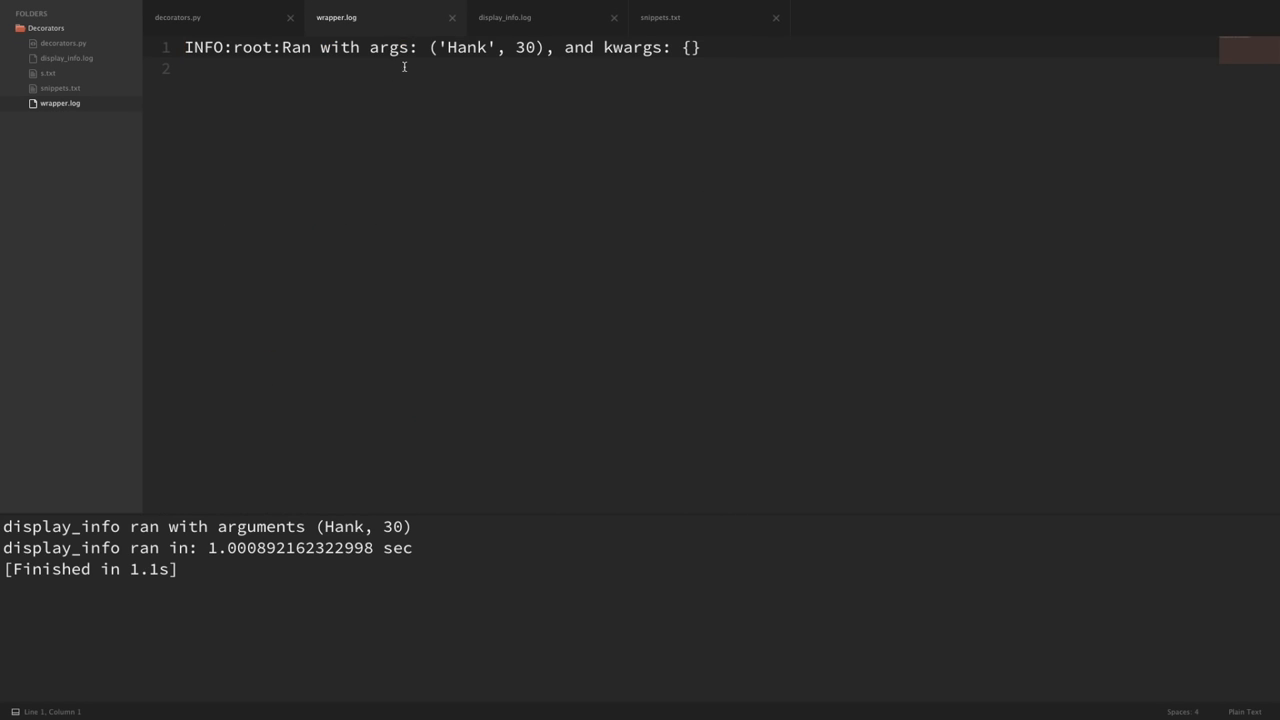 FOLDERS
Decorators
decorators.py
display_info.log
s.txt
snippets.txt
wrapper.log
decorators.py
wrapper.log
display_info.log
snippets.txt
1 INFO:root:Ran with args: ('Hank', 30), and kwargs: {}
2
display_info ran with arguments (Hank, 30)
display_info ran in: 1.000892162322998 sec
[Finished in 1.1s]
Line 1, Column 1
Spaces: 4
Plain Text